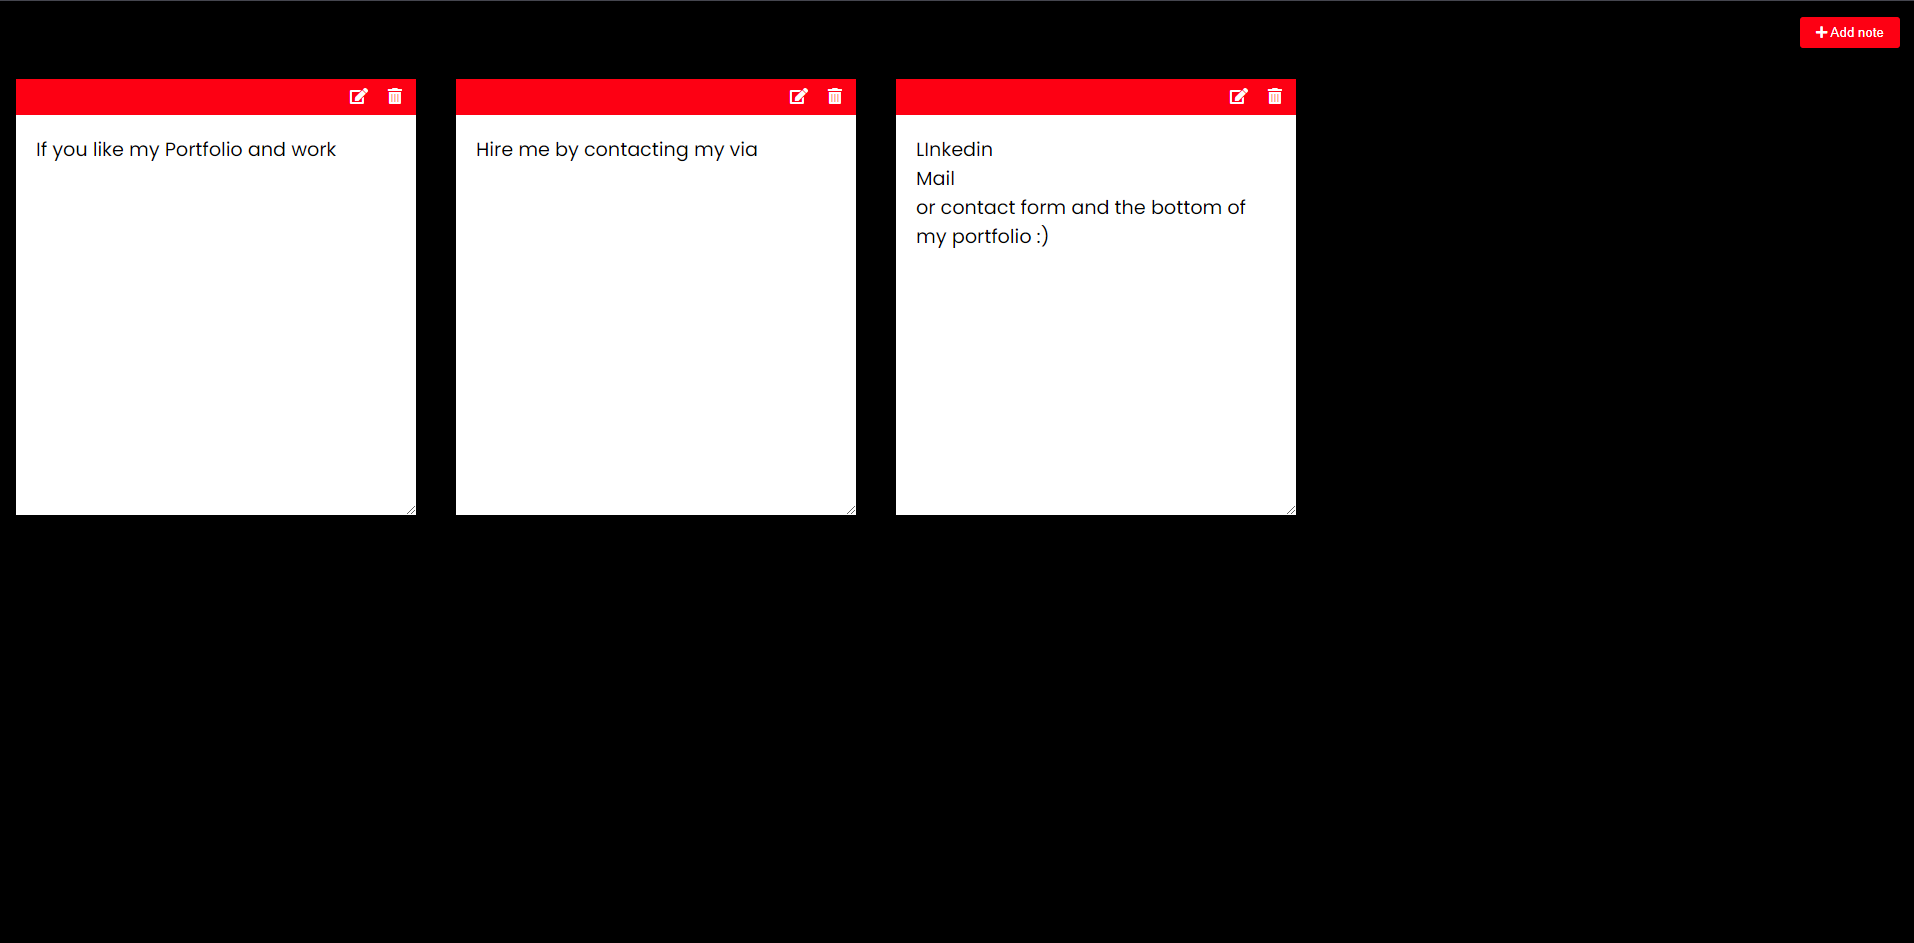 Add note
If you like my Portfolio and work
Hire me by contacting my via
LInkedin
Mail
or contact form and the bottom of
my portfolio :)